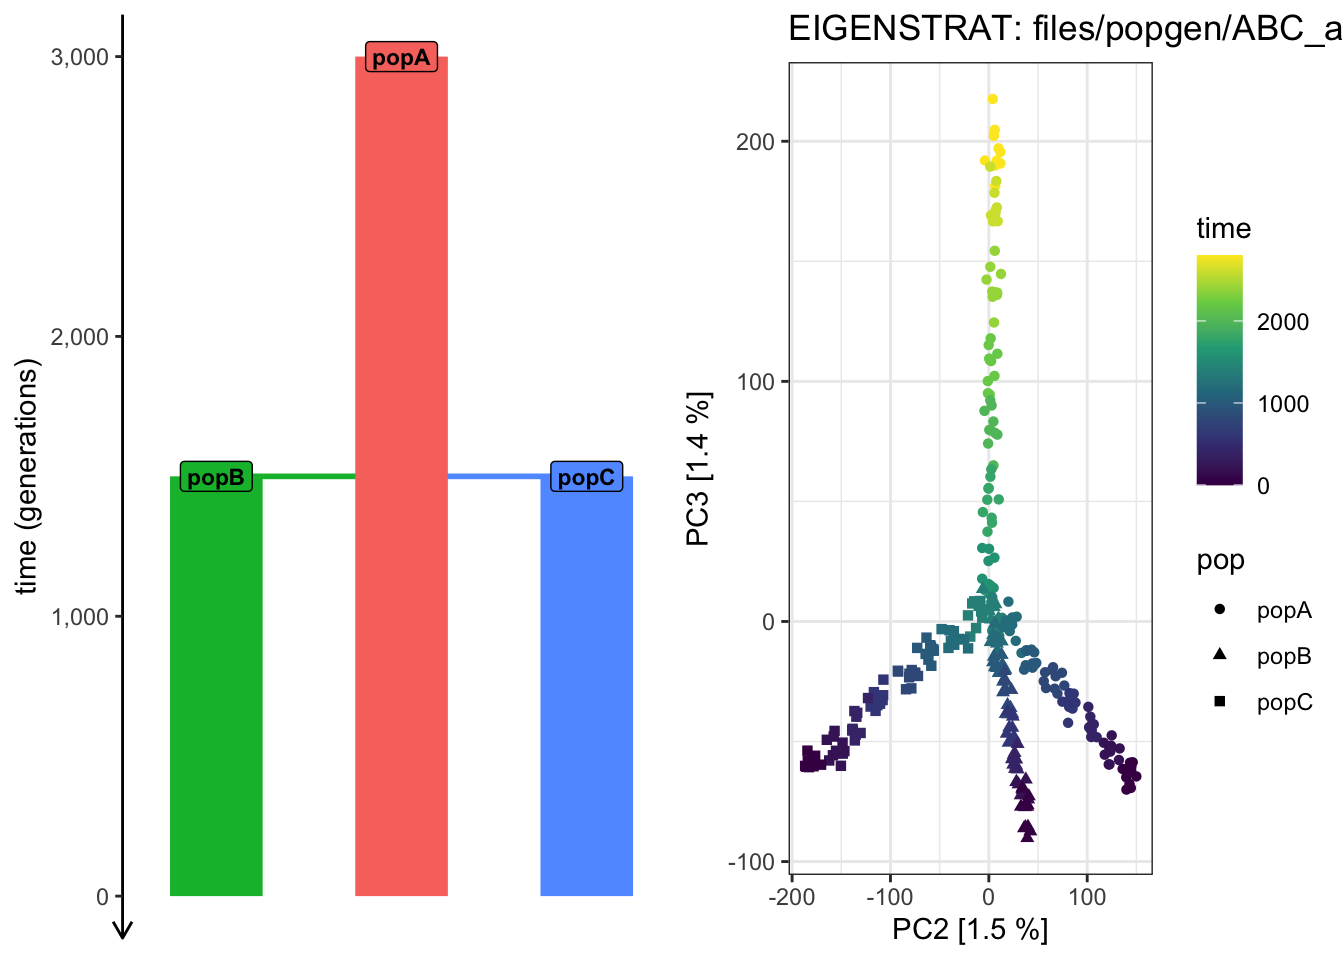 3,000
2,000
1,000
0
time (generations)
popA
popB
popC
EIGENSTRAT: files/popgen/ABC_a
200
100
0
-100
PC3 [1.4 %]
-200
-100
0
100
PC2 [1.5 %]
time
2000
1000
0
pop
popA
popB
popC